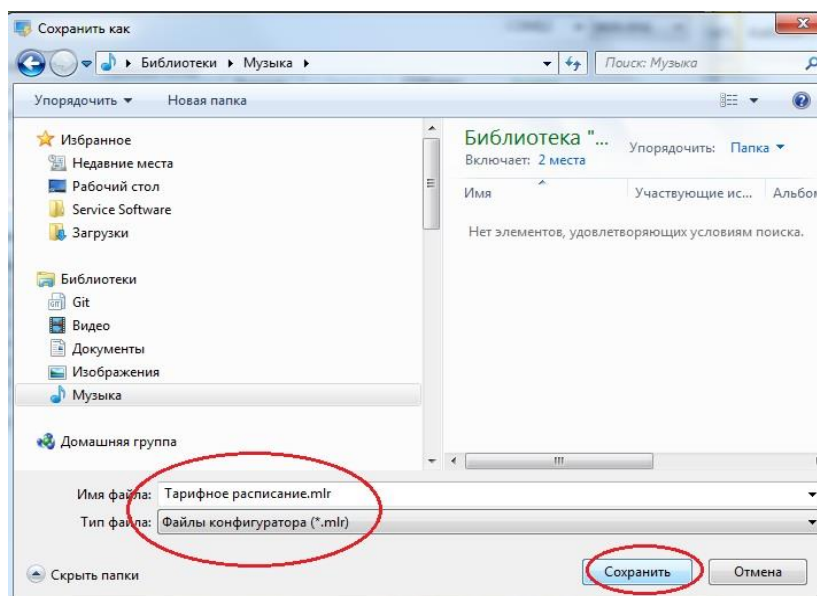 Сохранить как
Библиотеки Музыка
Поиск: Музыка
Упорядочить Новая папка
Избранное
Недавние места
Рабочий стол
Service Software
Загрузки
Библиотеки
Git
Видео
Документы
Изображения
Музыка
Домашняя группа
Библиотека "...
Включает: 2 места
Упорядочить: Папка
Имя Участвующие ис... Альбом
Нет элементов, удовлетворяющих условиям поиска.
Имя файла: Тарифное расписание.mlr
Тип файла: Файлы конфигуратора (*.mlr)
Скрыть папки
Сохранить Отмена